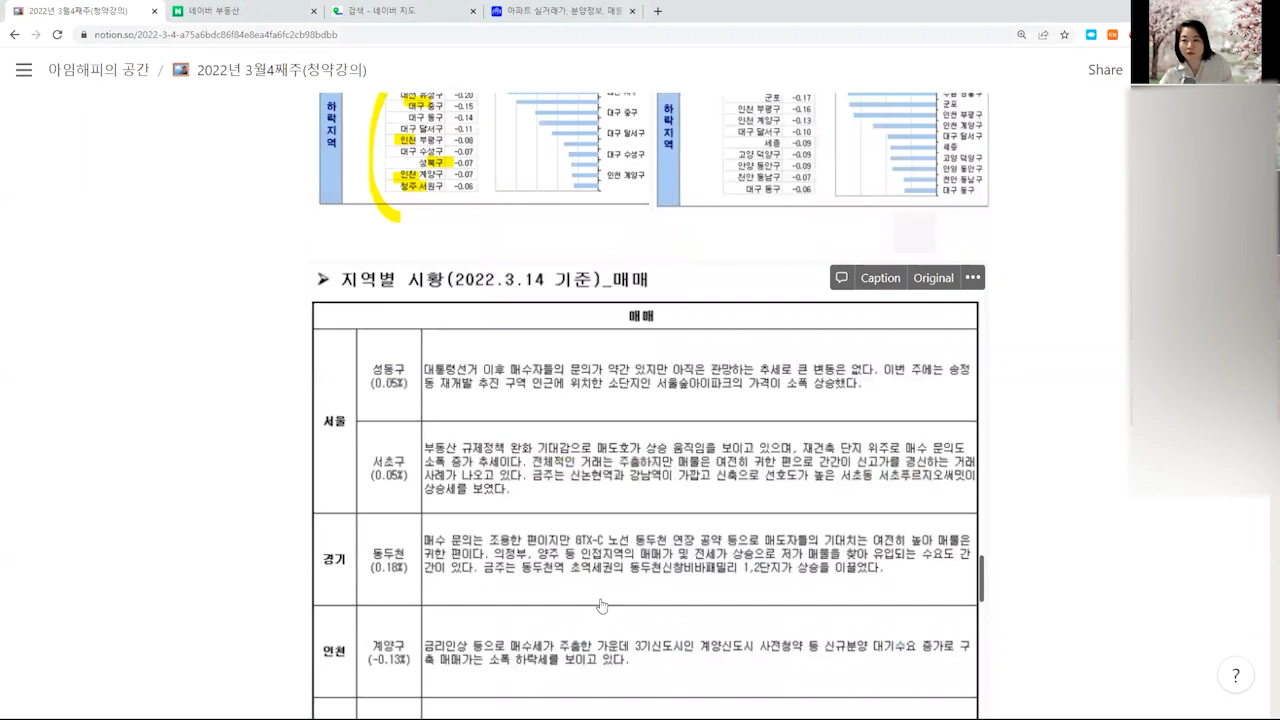 2022년 3월4째주(청약강의)
네이버 부동산
검색 - 네이버 지도
아파트 실거래가, 분양정보, 매물
notion.so/2022-3-4-a75a6bdc86f84e8ea4fa6fc2cb98bdbb
아임해피의 공간 / 2022년 3월4째주(청약강의)
Share
하락지역
대전 유성구 -0.20
대구 중구 -0.15
대구 동구 -0.14
대구 달서구 -0.11
인천 부평구 -0.08
대구 수성구 -0.07
성북구 -0.07
인천 계양구 -0.07
청주 서원구 -0.06
대구 중구
대구 달서구
대구 수성구
인천 계양구
하락지역
군포 -0.17
인천 부평구 -0.16
인천 계양구 -0.13
대구 달서구 -0.10
세종 -0.09
고양 덕양구 -0.09
안양 동안구 -0.09
천안 동남구 -0.07
대구 동구 -0.06
군포
인천 부평구
인천 계양구
대구 달서구
세종
고양 덕양구
안양 동안구
천안 동남구
대구 동구
➤ 지역별 시황(2022.3.14 기준)_매매
Caption Original •••
매매
서울
성동구
(0.05%)
대통령선거 이후 매수자들의 문의가 약간 있지만 아직은 관망하는 추세로 큰 변동은 없다. 이번 주에는 송정
동 재개발 추진 구역 인근에 위치한 소단지인 서울숲아이파크의 가격이 소폭 상승했다.
서초구
(0.05%)
부동산 규제정책 완화 기대감으로 매도호가 상승 움직임을 보이고 있으며, 재건축 단지 위주로 매수 문의도
소폭 증가 추세이다. 전체적인 거래는 주춤하지만 매물은 여전히 귀한 편으로 간간이 신고가를 경신하는 거래
사례가 나오고 있다. 금주는 신논현역과 강남역이 가깝고 신축으로 선호도가 높은 서초동 서초푸르지오써밋이
상승세를 보였다.
경기
동두천
(0.18%)
매수 문의는 조용한 편이지만 GTX-C 노선 동두천 연장 공약 등으로 매도자들의 기대치는 여전히 높아 매물은
귀한 편이다. 의정부, 양주 등 인접지역의 매매가 및 전세가 상승으로 저가 매물을 찾아 유입되는 수요도 간
간이 있다. 금주는 동두천역 초역세권의 동두천신창비바패밀리 1,2단지가 상승을 이끌었다.
인천
계양구
(-0.13%)
금리인상 등으로 매수세가 주춤한 가운데 3기신도시인 계양신도시 사전청약 등 신규분양 대기수요 증가로 구
축 매매가는 소폭 하락세를 보이고 있다.
?